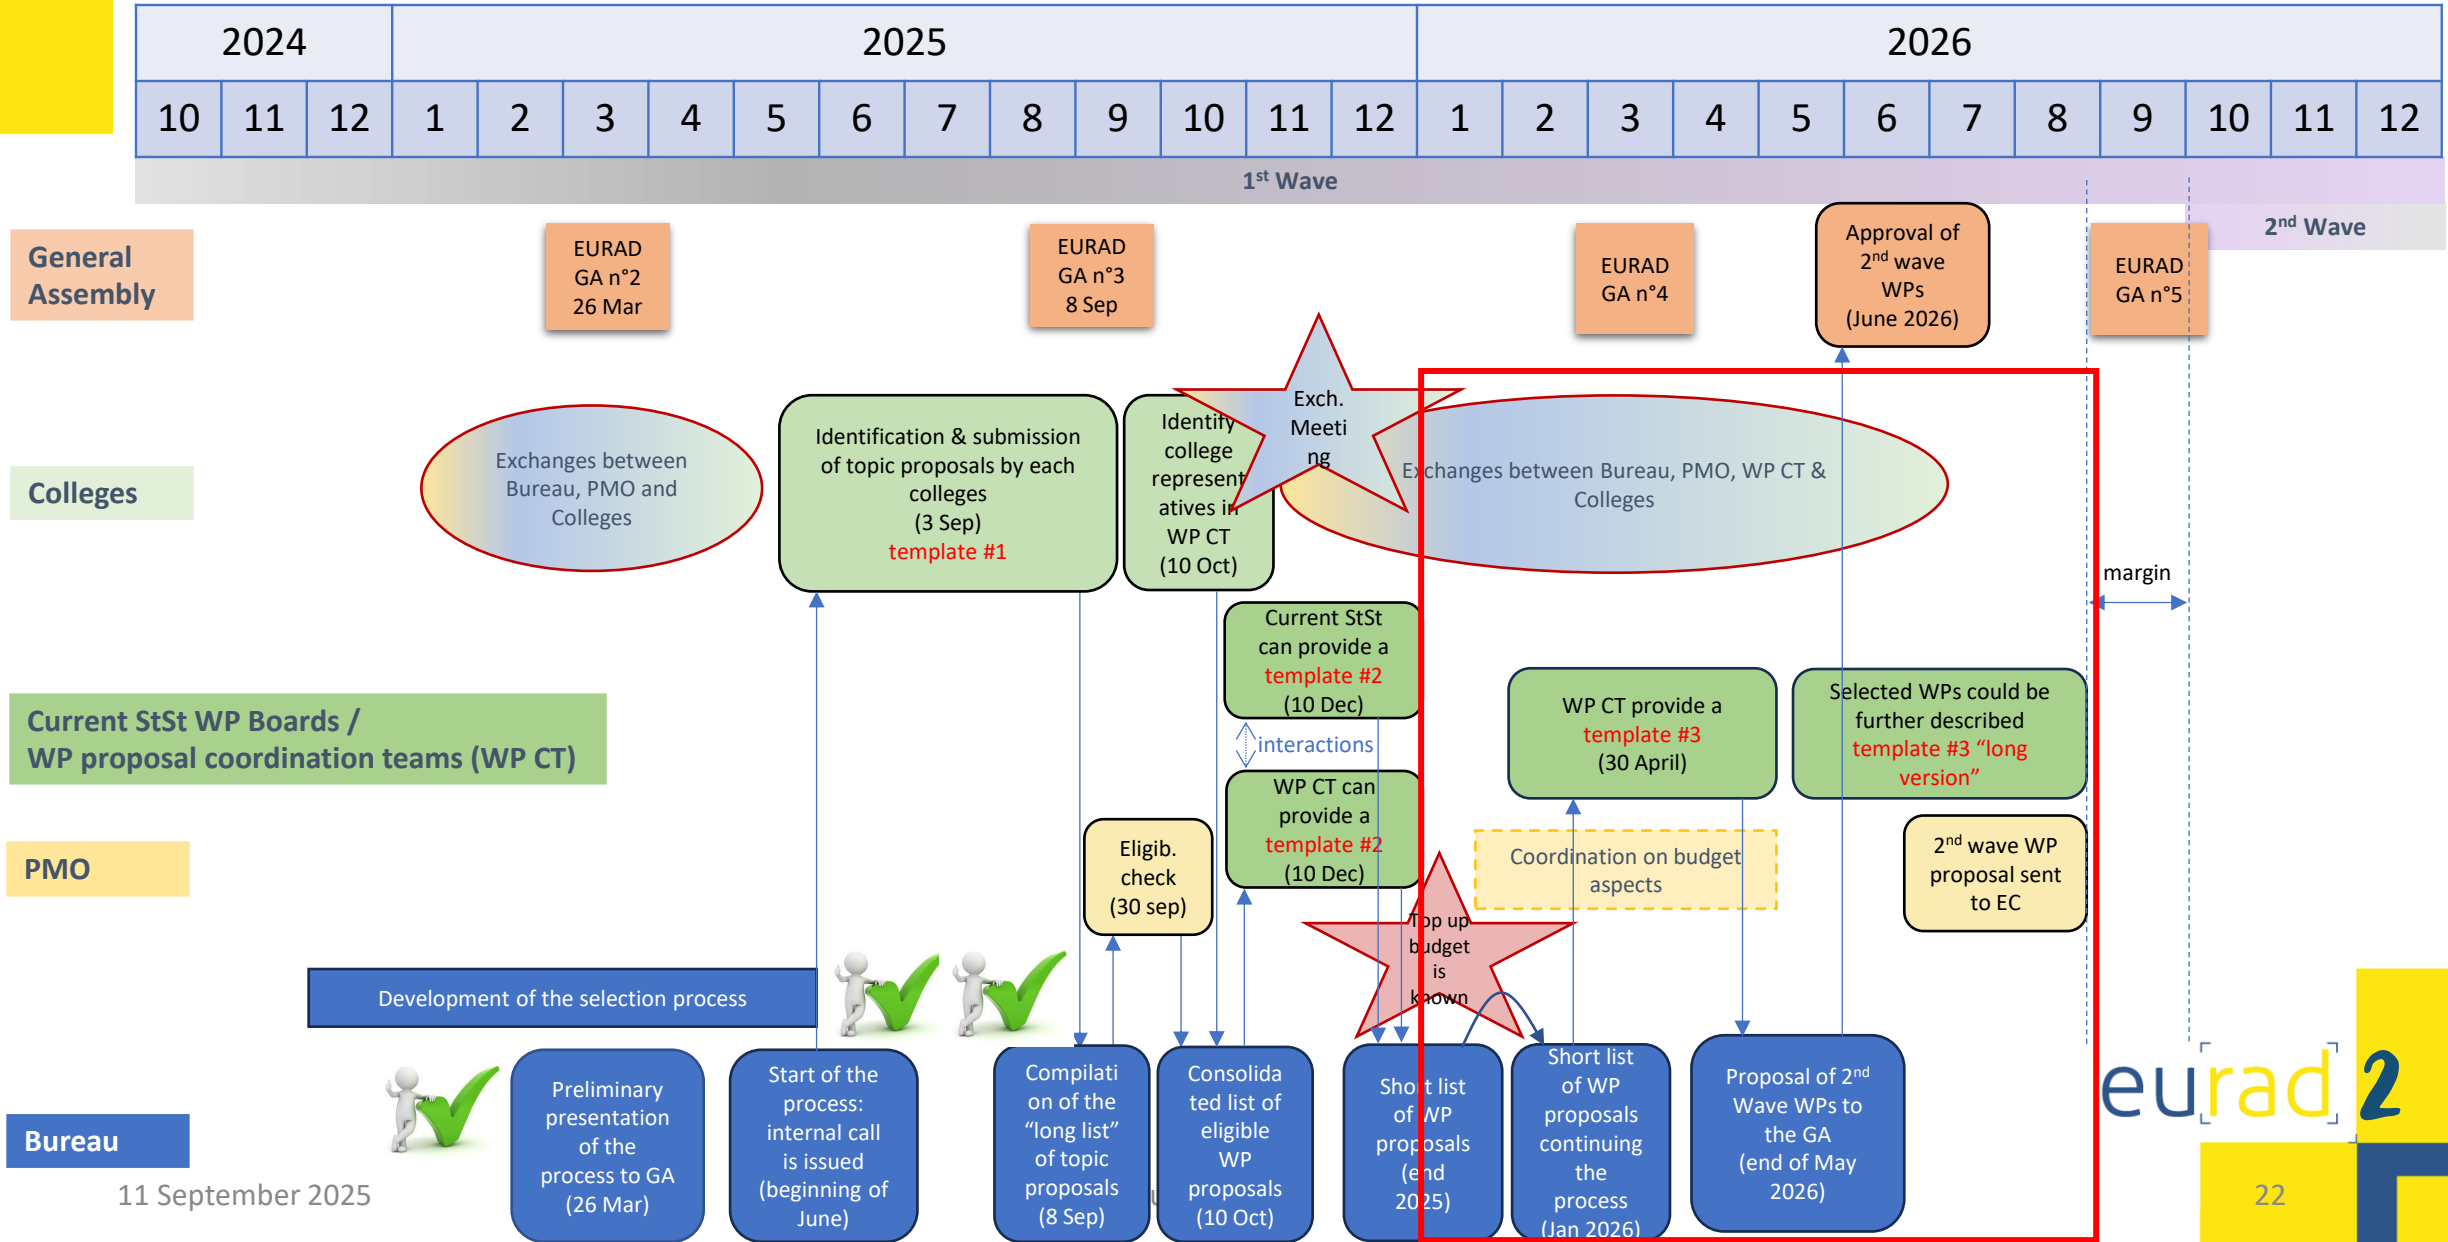 2024
2025
2026
10 11 12 1 2 3 4 5 6 7 8 9 10 11 12 1 2 3 4 5 6 7 8 9 10 11 12
1st Wave
2nd Wave
General
Assembly
EURAD
GA n°2
26 Mar
EURAD
GA n°3
8 Sep
EURAD
GA n°4
Approval of
2nd wave
WPs
(June 2026)
EURAD
GA n°5
Colleges
Exchanges between
Bureau, PMO and
Colleges
Identification & submission
of topic proposals by each
colleges
(3 Sep)
template #1
Identify
college
represent
atives in
WP CT
(10 Oct)
Exch.
Meeti
ng
Exchanges between Bureau, PMO, WP CT &
Colleges
margin
Current StSt WP Boards /
WP proposal coordination teams (WP CT)
Current StSt
can provide a
template #2
(10 Dec)
interactions
WP CT can
provide a
template #2
(10 Dec)
WP CT provide a
template #3
(30 April)
Selected WPs could be
further described
template #3 “long
version”
PMO
Eligib.
check
(30 sep)
Coordination on budget
aspects
2nd wave WP
proposal sent
to EC
Top up
budget
is
known
Development of the selection process
Bureau
Preliminary
presentation
of the
process to GA
(26 Mar)
Start of the
process:
internal call
is issued
(beginning of
June)
Compilati
on of the
“long list”
of topic
proposals
(8 Sep)
Consolida
ted list of
eligible
WP
proposals
(10 Oct)
Short list
of WP
proposals
(end
2025)
Short list
of WP
proposals
continuing
the
process
(Jan 2026)
Proposal of 2nd
Wave WPs to
the GA
(end of May
2026)
eu[rad] 2
11 September 2025
22